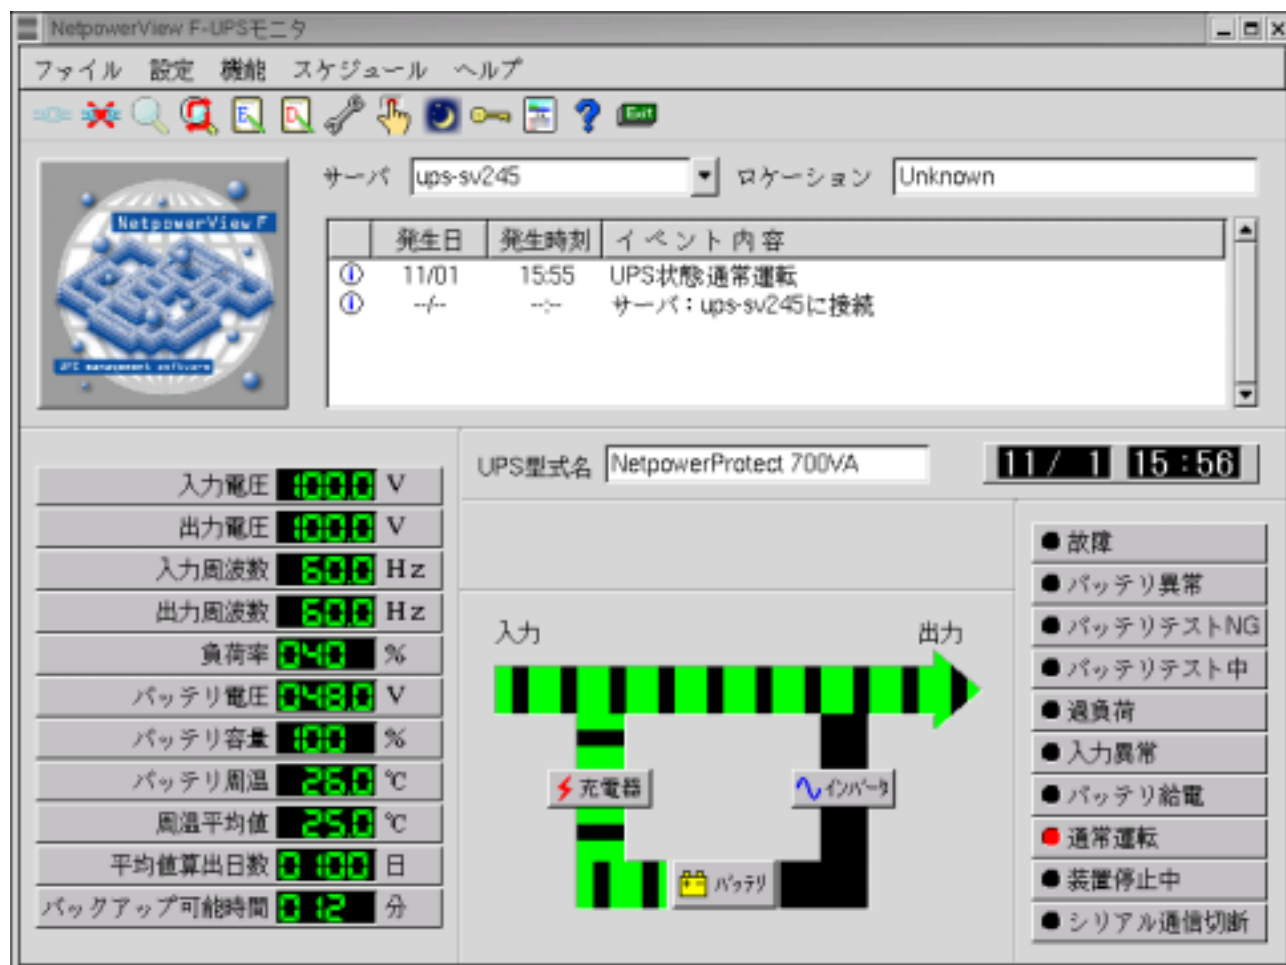 NetpowerView F-UPSモニタ
ファイル 設定 機能 スケジュール ヘルプ
E D ? Exit
サーバ ups-sv245 ロケーション Unknown
NetpowerView F
UPS management software
発生日 発生時刻 イベント内容
11/01 15:55 UPS状態:通常運転
--/-- --:-- サーバ：ups-sv245に接続
UPS型式名 NetpowerProtect 700VA 11/ 1 15:56
入力電圧 100.0 V
出力電圧 100.0 V
入力周波数 60.0 Hz
出力周波数 60.0 Hz
負荷率 040 %
バッテリ電圧 048.0 V
バッテリ容量 100 %
バッテリ周温 26.0 ℃
周温平均値 25.0 ℃
平均値算出日数 0100 日
バックアップ可能時間 012 分
入力 出力
充電器 インバータ
バッテリ
故障
バッテリ異常
バッテリテストNG
バッテリテスト中
過負荷
入力異常
バッテリ給電
通常運転
装置停止中
シリアル通信切断